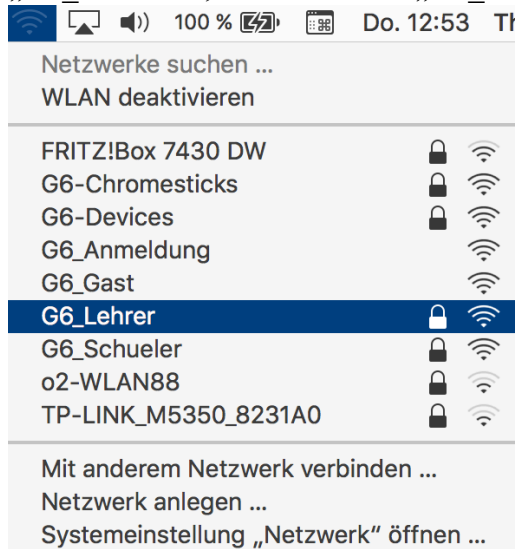 100 % Do. 12:53 Th
Netzwerke suchen ...
WLAN deaktivieren
FRITZ!Box 7430 DW
G6-Chromesticks
G6-Devices
G6_Anmeldung
G6_Gast
G6_Lehrer
G6_Schueler
o2-WLAN88
TP-LINK_M5350_8231A0
Mit anderem Netzwerk verbinden ...
Netzwerk anlegen ...
Systemeinstellung „Netzwerk“ öffnen ...